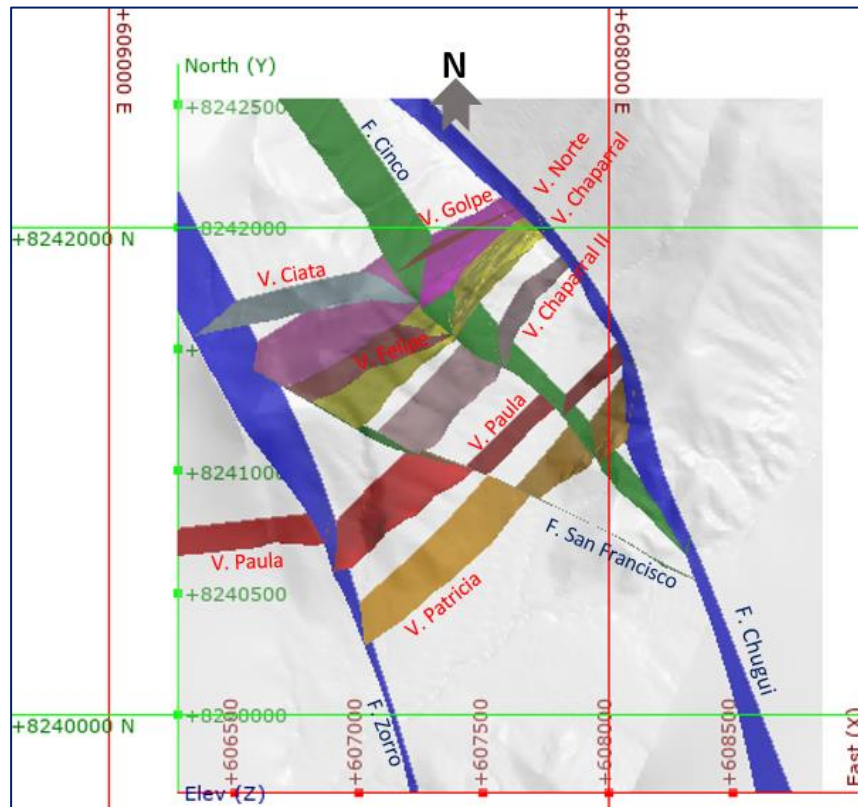 +606000 E
+608000 E
North (Y)
N
+8242500
F. Cinco
V. Norte
V. Chaparral
V. Golpe
+8242000 N
+8242000
V. Ciata
V. Chaparral II
V. Felipe
V. Paula
+8241000
F. San Francisco
V. Paula
V. Patricia
+8240500
F. Chugui
+8240000 N
F. Zorro
+606500
+607000
+607500
+608000
+608500
East (X)
Elev (Z)